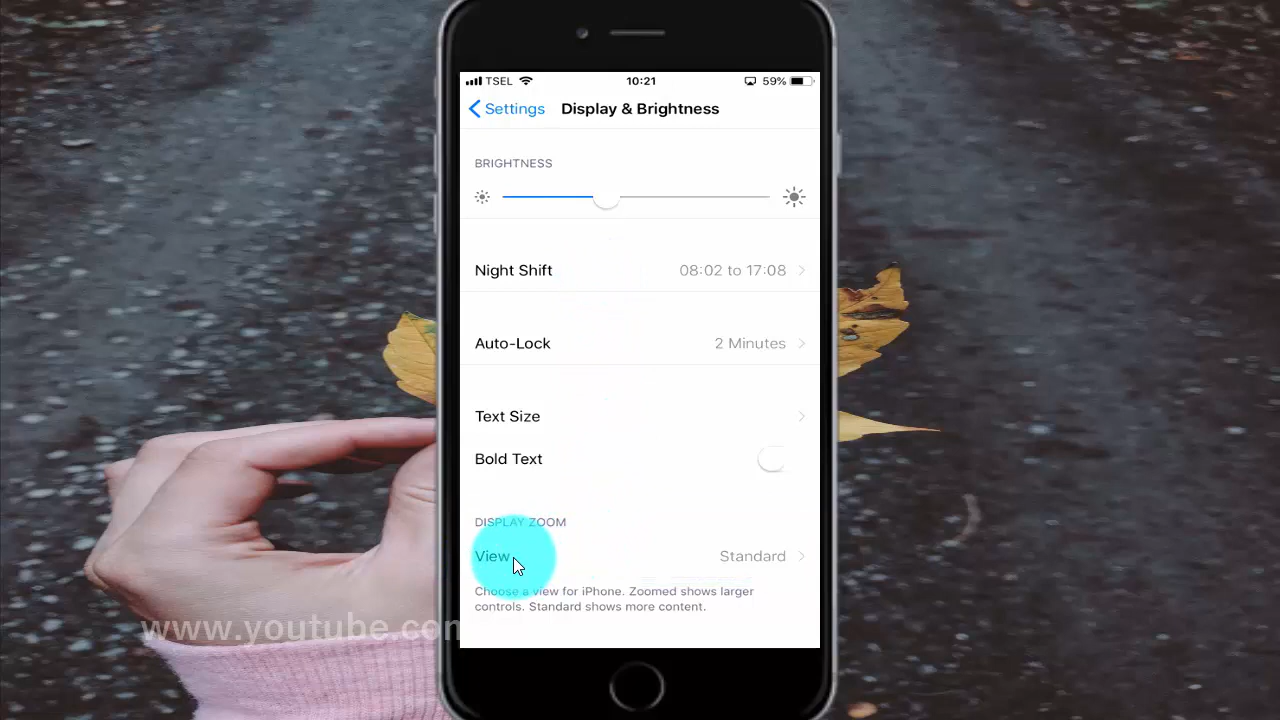 TSEL 10:21 59%
Settings Display & Brightness
BRIGHTNESS
Night Shift 08:02 to 17:08
Auto-Lock 2 Minutes
Text Size
Bold Text
DISPLAY ZOOM
View Standard
Choose a view for iPhone. Zoomed shows larger
controls. Standard shows more content.
www.youtube.com